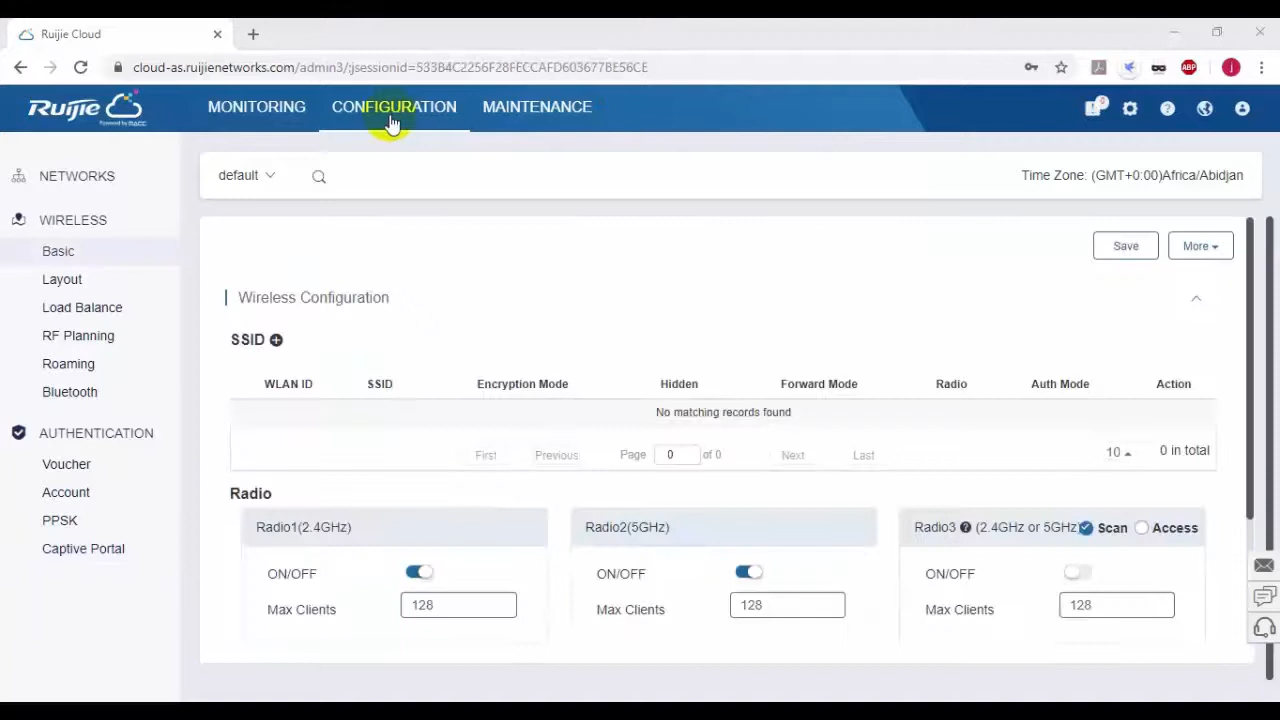 Ruijie Cloud
cloud-as.ruijienetworks.com/admin3/;jsessionid=533B4C2256F28FECCAFD603677BE56CE
ABP
j
Ruijie
Powered by MACC
MONITORING
CONFIGURATION
MAINTENANCE
0
NETWORKS
WIRELESS
Basic
Layout
Load Balance
RF Planning
Roaming
Bluetooth
AUTHENTICATION
Voucher
Account
PPSK
Captive Portal
default
Time Zone: (GMT+0:00)Africa/Abidjan
Save
More
Wireless Configuration
SSID
WLAN ID SSID Encryption Mode Hidden Forward Mode Radio Auth Mode Action
No matching records found
First Previous Page 0 of 0 Next Last 10 0 in total
Radio
Radio1(2.4GHz)
ON/OFF
Max Clients 128
Radio2(5GHz)
ON/OFF
Max Clients 128
Radio3 (2.4GHz or 5GHz) Scan Access
ON/OFF
Max Clients 128